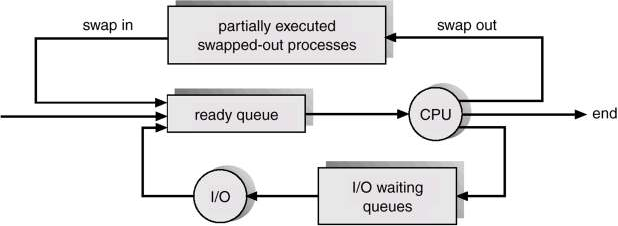 swap in
partially executed
swapped-out processes
swap out
ready queue
CPU
end
I/O
I/O waiting
queues